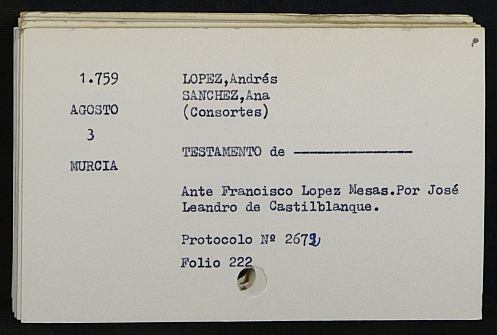 1.759
AGOSTO
3
MURCIA
LOPEZ,Andrés
SANCHEZ,Ana
(Consortes)
TESTAMENTO de ---------------
Ante Francisco Lopez Mesas.Por José
Leandro de Castilblanque.
Protocolo Nº 2672
Folio 222